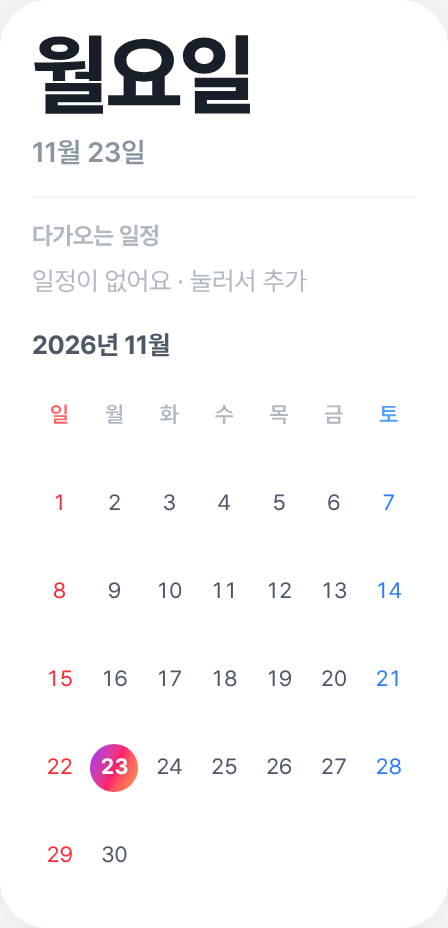 월요일
11월 23일
다가오는 일정
일정이 없어요 · 눌러서 추가
2026년 11월
일 월 화 수 목 금 토
1 2 3 4 5 6 7
8 9 10 11 12 13 14
15 16 17 18 19 20 21
22 23 24 25 26 27 28
29 30